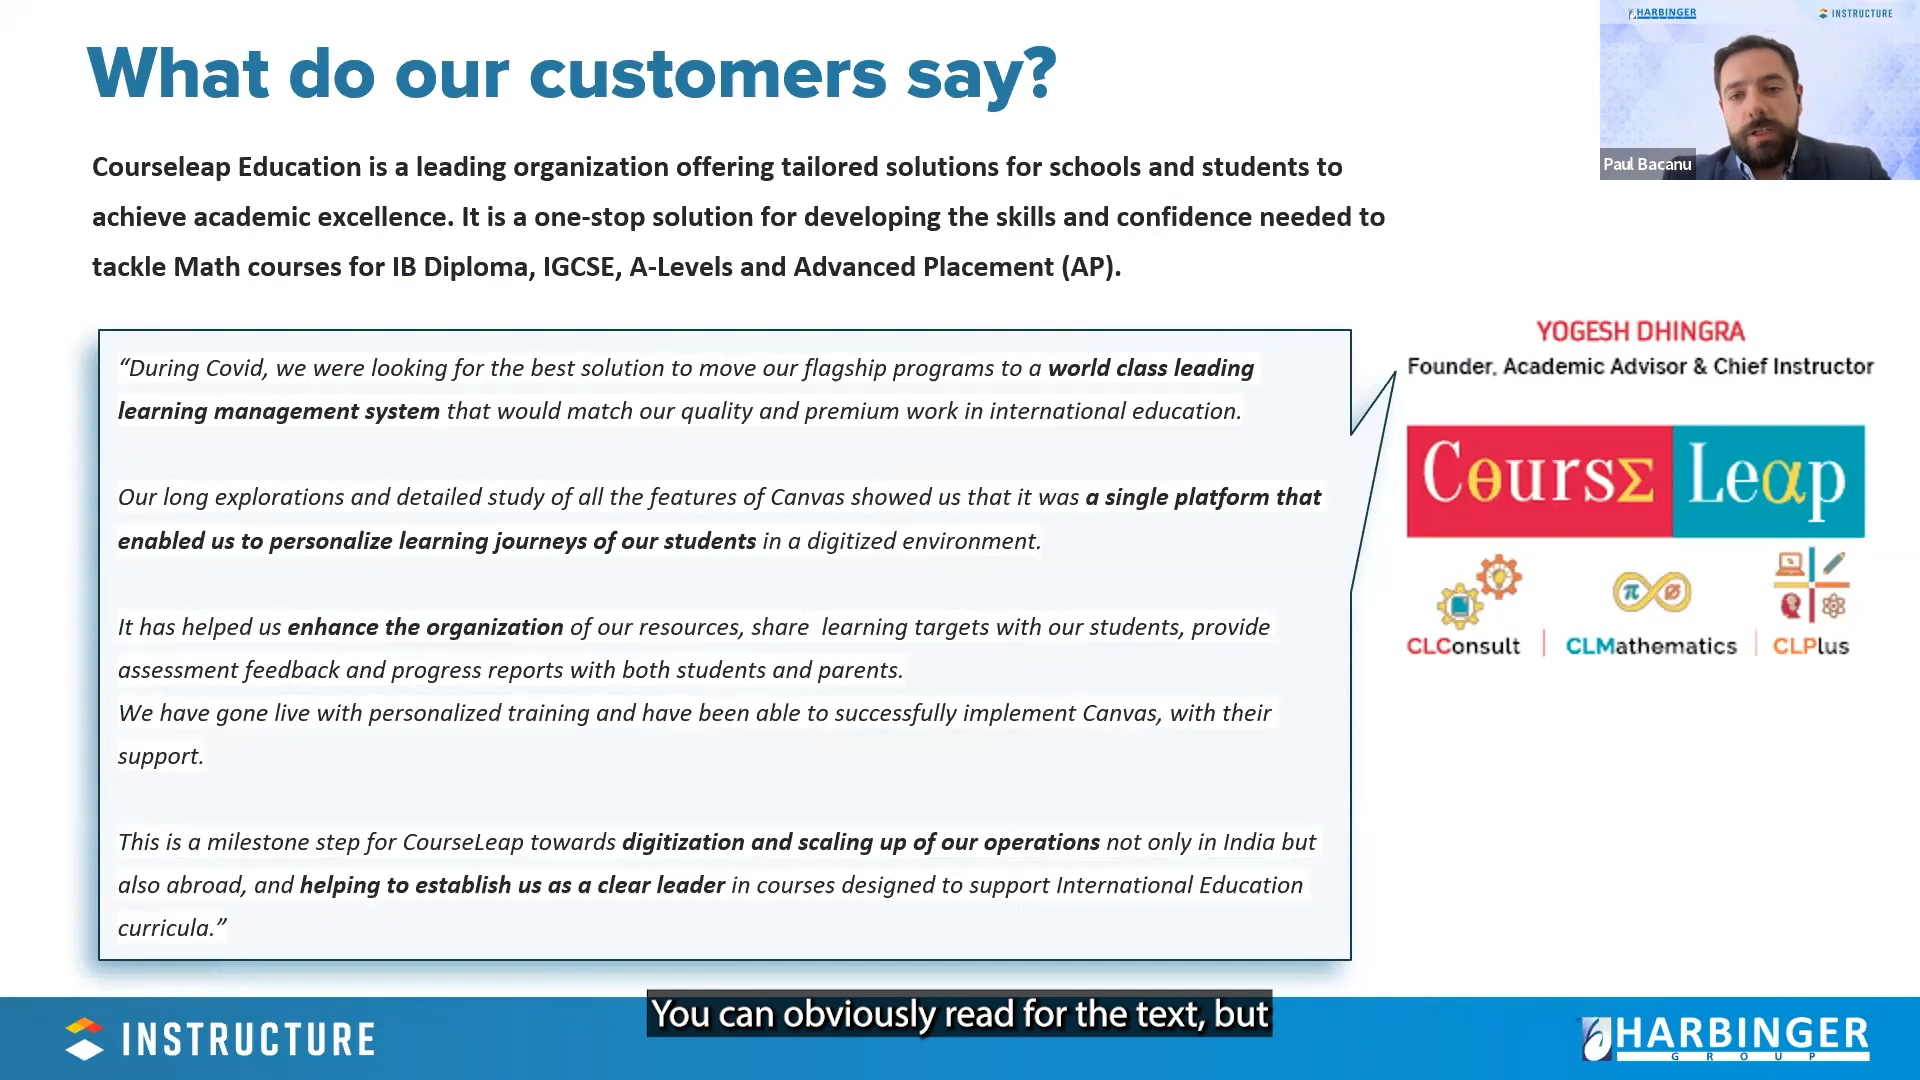 HARBINGER
INSTRUCTURE
What do our customers say?
Paul Bacanu
Courseleap Education is a leading organization offering tailored solutions for schools and students to
achieve academic excellence. It is a one-stop solution for developing the skills and confidence needed to
tackle Math courses for IB Diploma, IGCSE, A-Levels and Advanced Placement (AP).
“During Covid, we were looking for the best solution to move our flagship programs to a world class leading
learning management system that would match our quality and premium work in international education.
Our long explorations and detailed study of all the features of Canvas showed us that it was a single platform that
enabled us to personalize learning journeys of our students in a digitized environment.
It has helped us enhance the organization of our resources, share  learning targets with our students, provide
assessment feedback and progress reports with both students and parents.
We have gone live with personalized training and have been able to successfully implement Canvas, with their
support.
This is a milestone step for CourseLeap towards digitization and scaling up of our operations not only in India but
also abroad, and helping to establish us as a clear leader in courses designed to support International Education
curricula.”
YOGESH DHINGRA
Founder, Academic Advisor & Chief Instructor
CθursΣ Leαp
CLConsult | CLMathematics | CLPlus
You can obviously read for the text, but
INSTRUCTURE
HARBINGER
GROUP